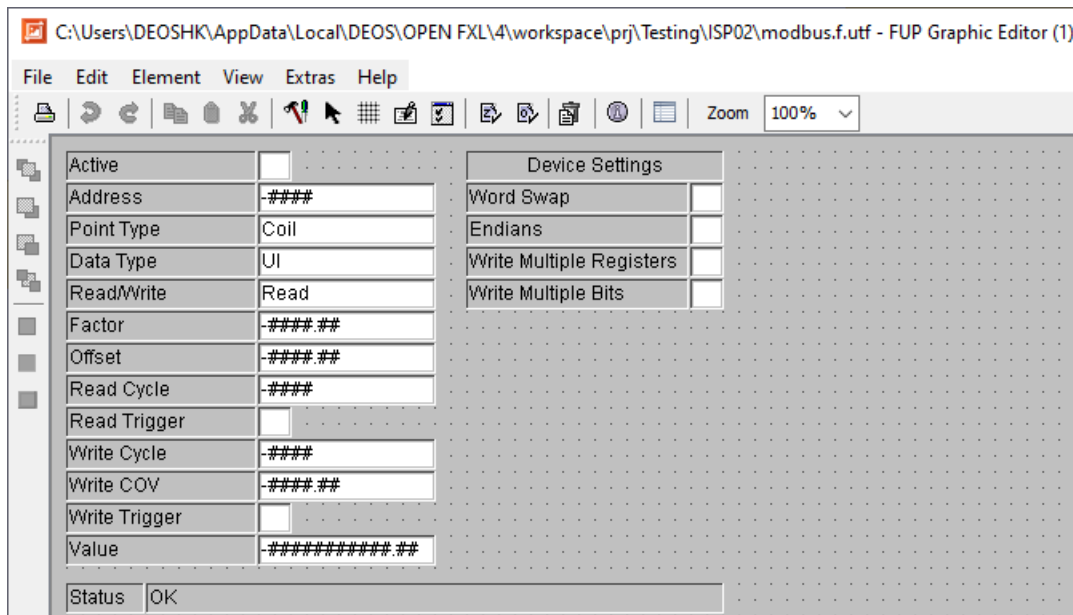 C:\Users\DEOSHK\AppData\Local\DEOS\OPEN FXL\4\workspace\prj\Testing\ISP02\modbus.f.utf - FUP Graphic Editor (1)
File Edit Element View Extras Help
Zoom 100%
Active Device Settings
Address -#### Word Swap
Point Type Coil Endians
Data Type UI Write Multiple Registers
Read/Write Read Write Multiple Bits
Factor -####.##
Offset -####.##
Read Cycle -####
Read Trigger
Write Cycle -####
Write COV -####.##
Write Trigger
Value -###########.##
Status OK